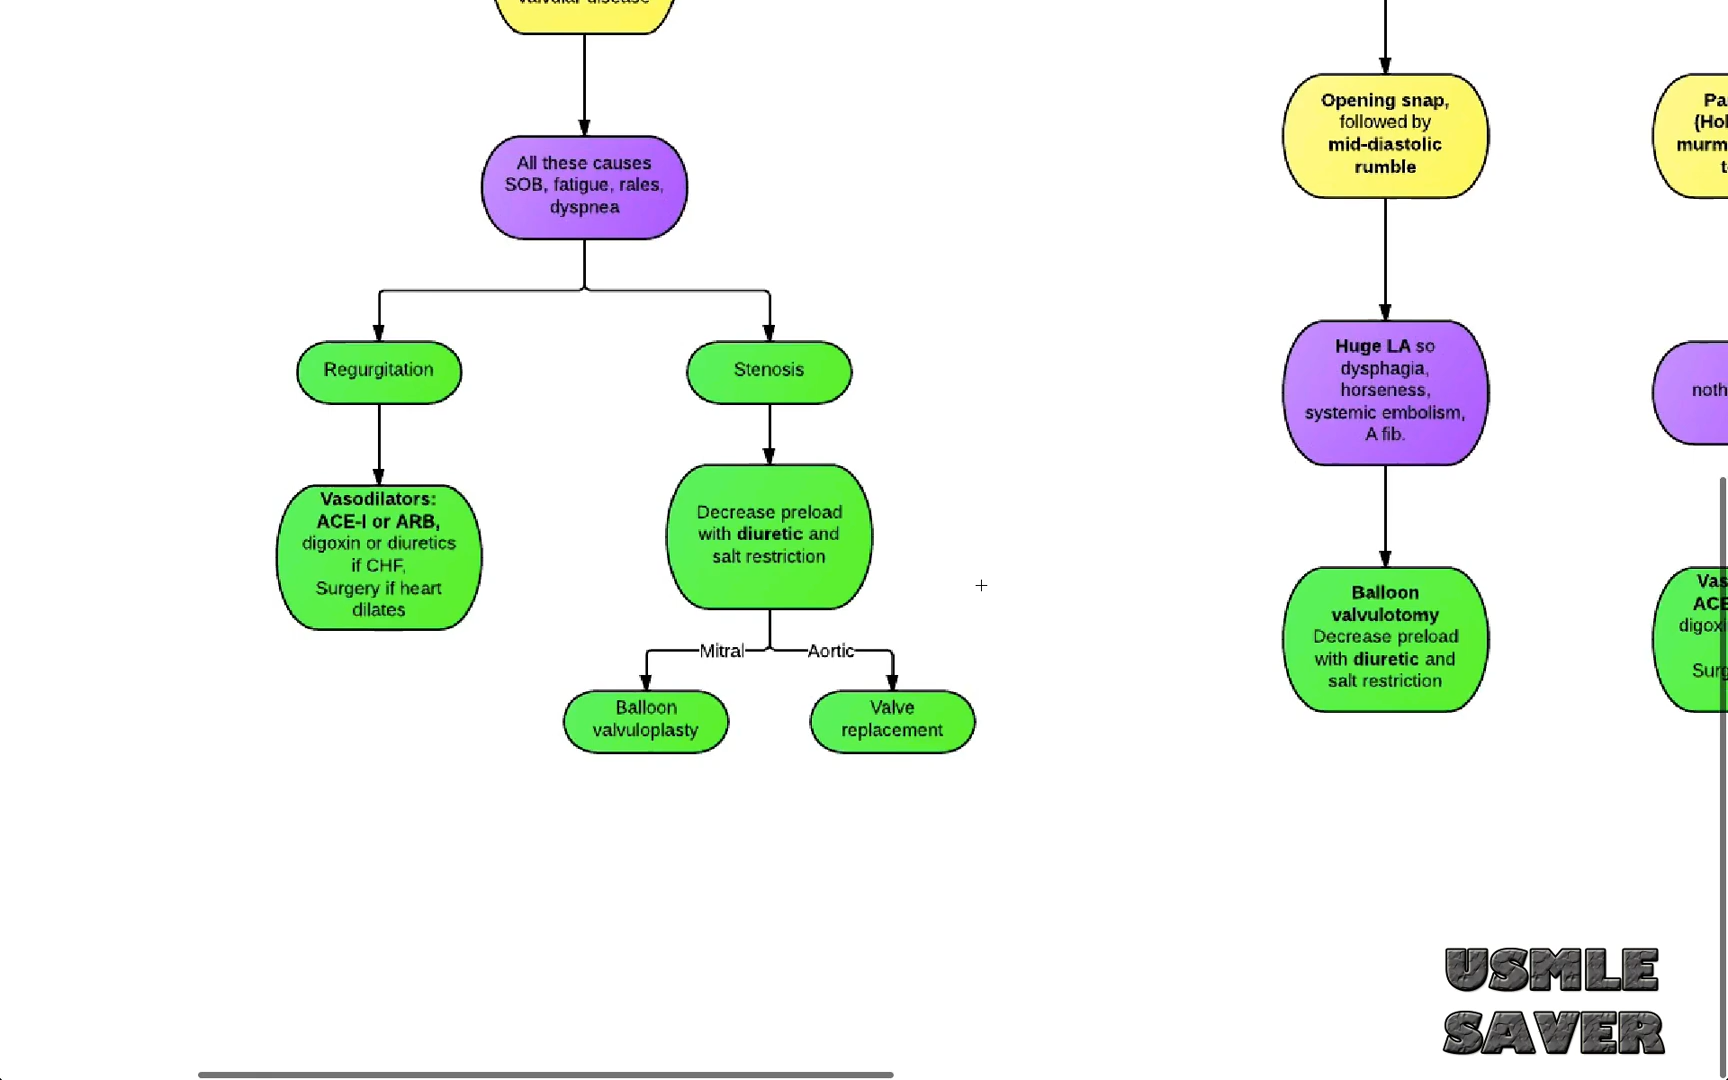 valvular disease
All these causes
SOB, fatigue, rales,
dyspnea
Regurgitation
Stenosis
Vasodilators:
ACE-I or ARB,
digoxin or diuretics
if CHF,
Surgery if heart
dilates
Decrease preload
with diuretic and
salt restriction
Mitral
Aortic
Balloon
valvuloplasty
Valve
replacement
Opening snap,
followed by
mid-diastolic
rumble
Huge LA so
dysphagia,
horseness,
systemic embolism,
A fib.
Balloon
valvulotomy
Decrease preload
with diuretic and
salt restriction
USMLE
SAVER